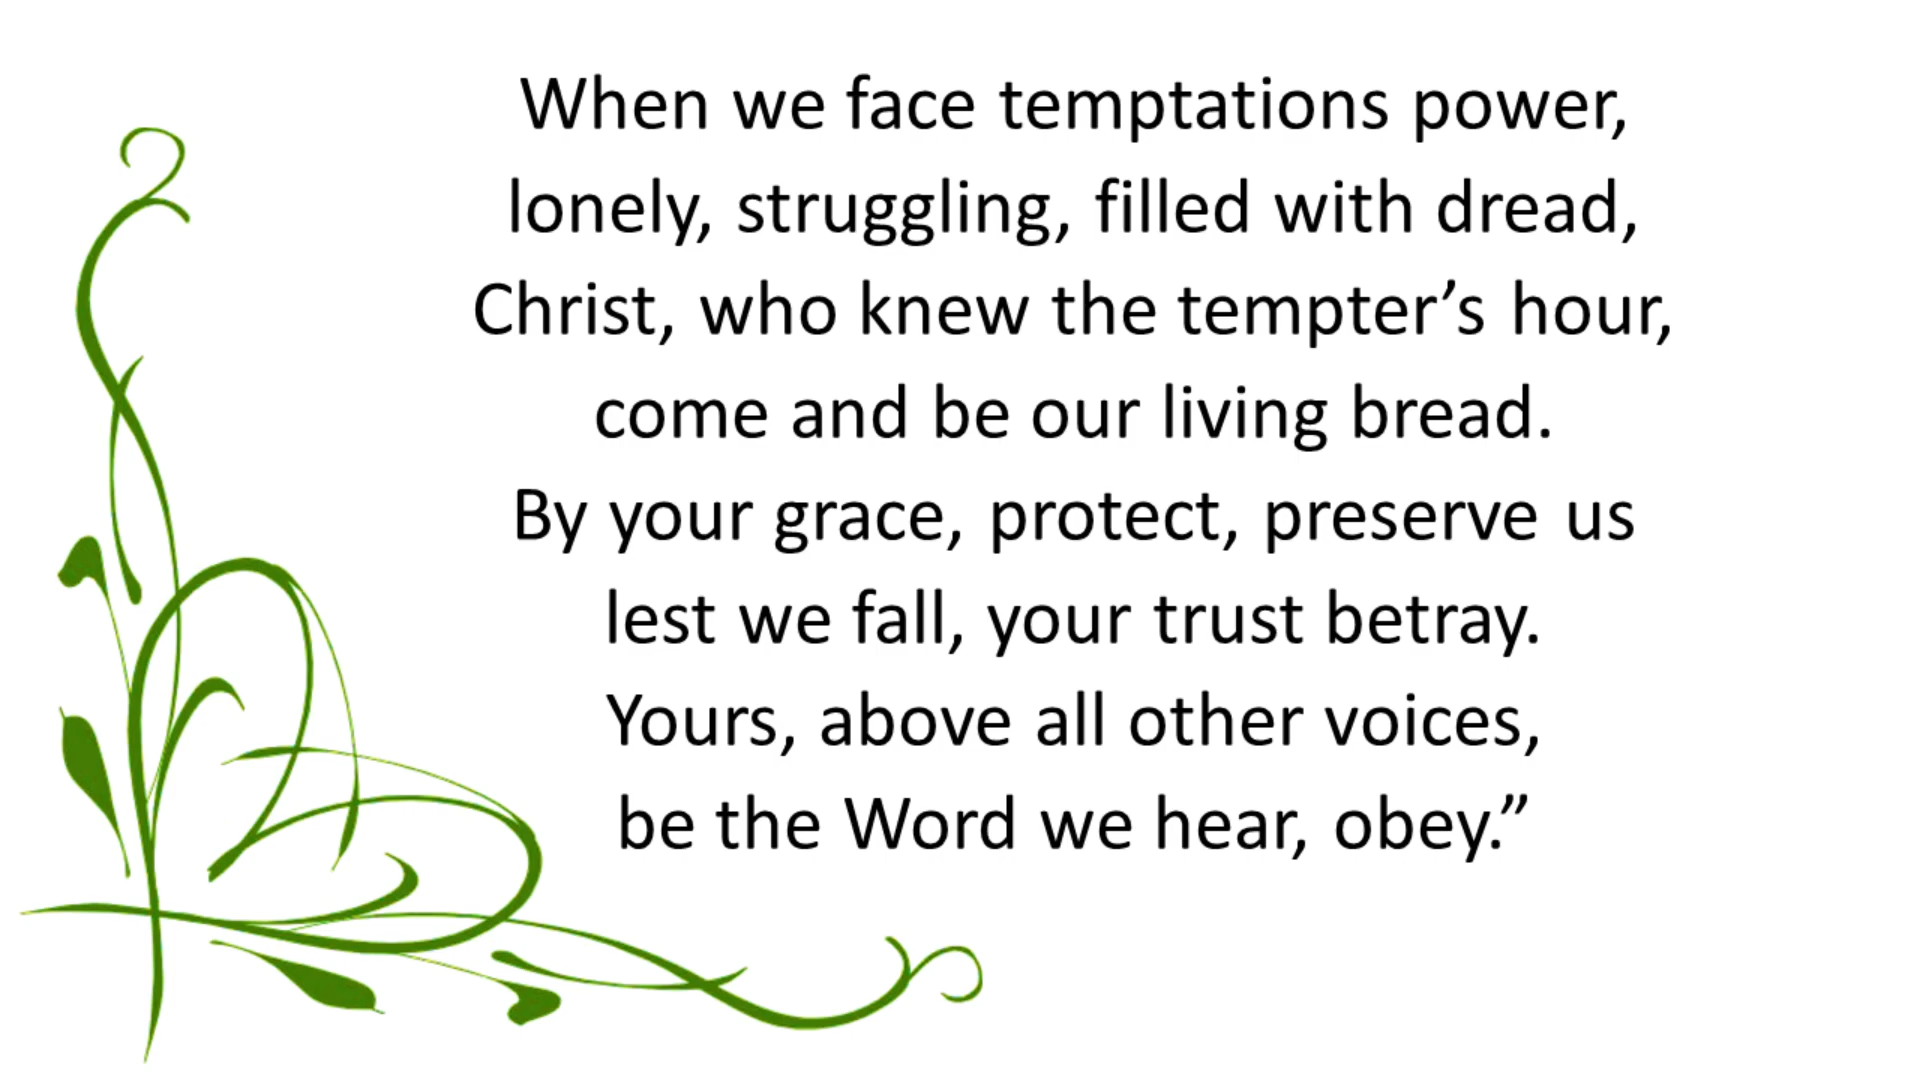 When we face temptations power,
lonely, struggling, filled with dread,
Christ, who knew the tempter’s hour,
come and be our living bread.
By your grace, protect, preserve us
lest we fall, your trust betray.
Yours, above all other voices,
be the Word we hear, obey.”